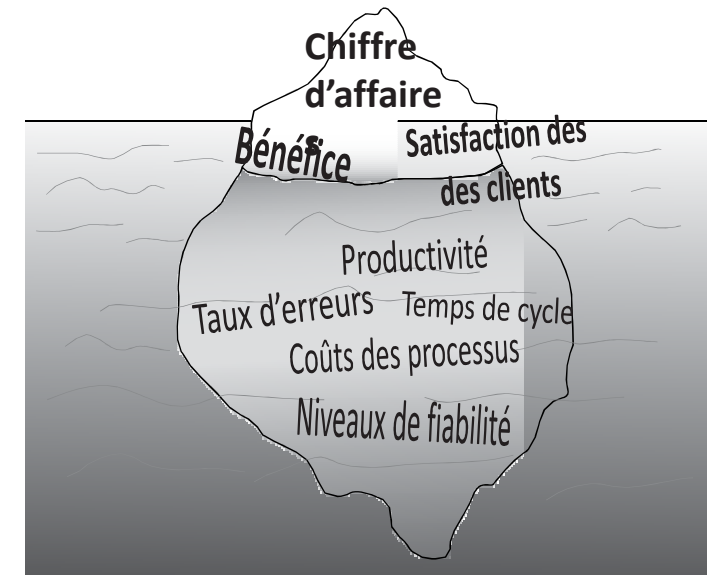 Chiffre
d’affaire
Bénéfice
s
Satisfaction des
des clients
Productivité
Taux d’erreurs
Temps de cycle
Coûts des processus
Niveaux de fiabilité